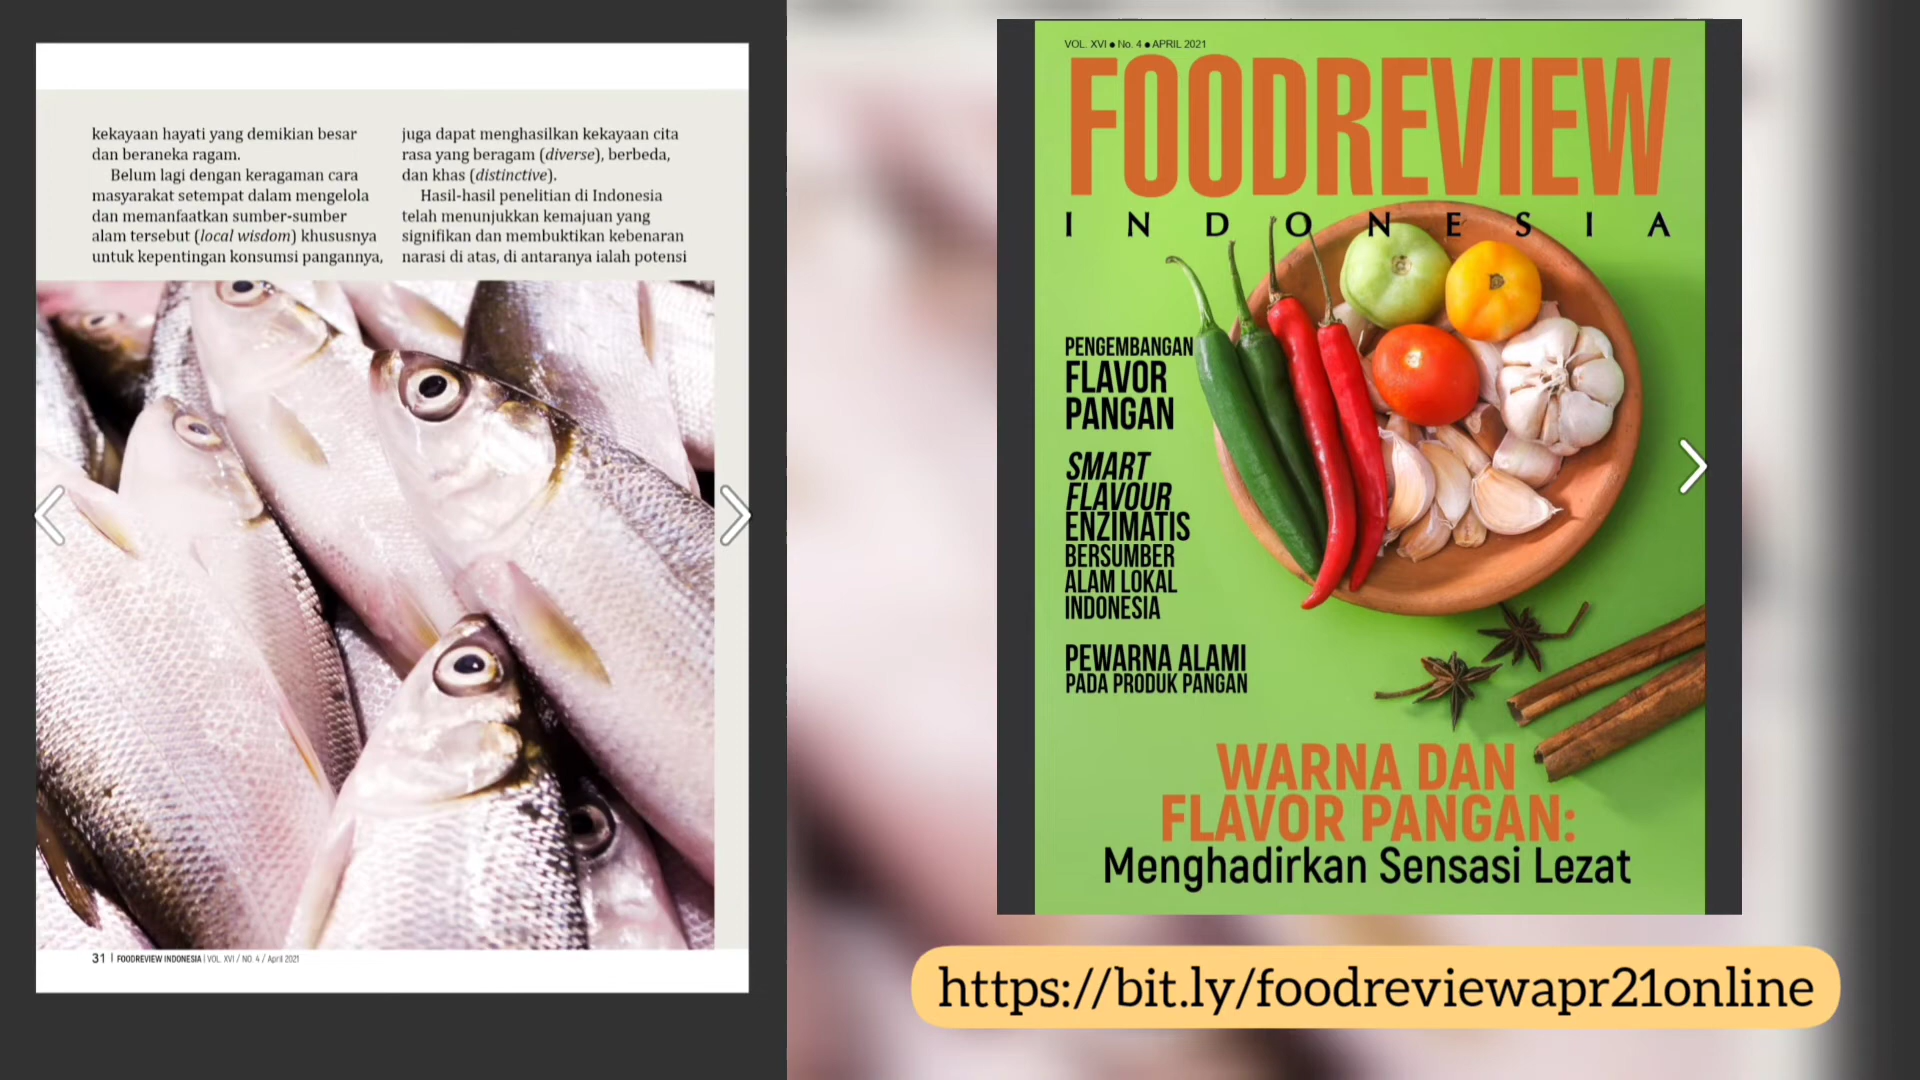 kekayaan hayati yang demikian besar
dan beraneka ragam.
Belum lagi dengan keragaman cara
masyarakat setempat dalam mengelola
dan memanfaatkan sumber-sumber
alam tersebut (local wisdom) khususnya
untuk kepentingan konsumsi pangannya,
juga dapat menghasilkan kekayaan cita
rasa yang beragam (diverse), berbeda,
dan khas (distinctive).
Hasil-hasil penelitian di Indonesia
telah menunjukkan kemajuan yang
signifikan dan membuktikan kebenaran
narasi di atas, di antaranya ialah potensi
31 | FOODREVIEW INDONESIA | VOL. XVI / NO. 4 / April 2021
VOL. XVI ● No. 4 ● APRIL 2021
FOODREVIEW
INDONESIA
PENGEMBANGAN
FLAVOR
PANGAN
SMART
FLAVOUR
ENZIMATIS
BERSUMBER
ALAM LOKAL
INDONESIA
PEWARNA ALAMI
PADA PRODUK PANGAN
WARNA DAN
FLAVOR PANGAN:
Menghadirkan Sensasi Lezat
https://bit.ly/foodreviewapr21online